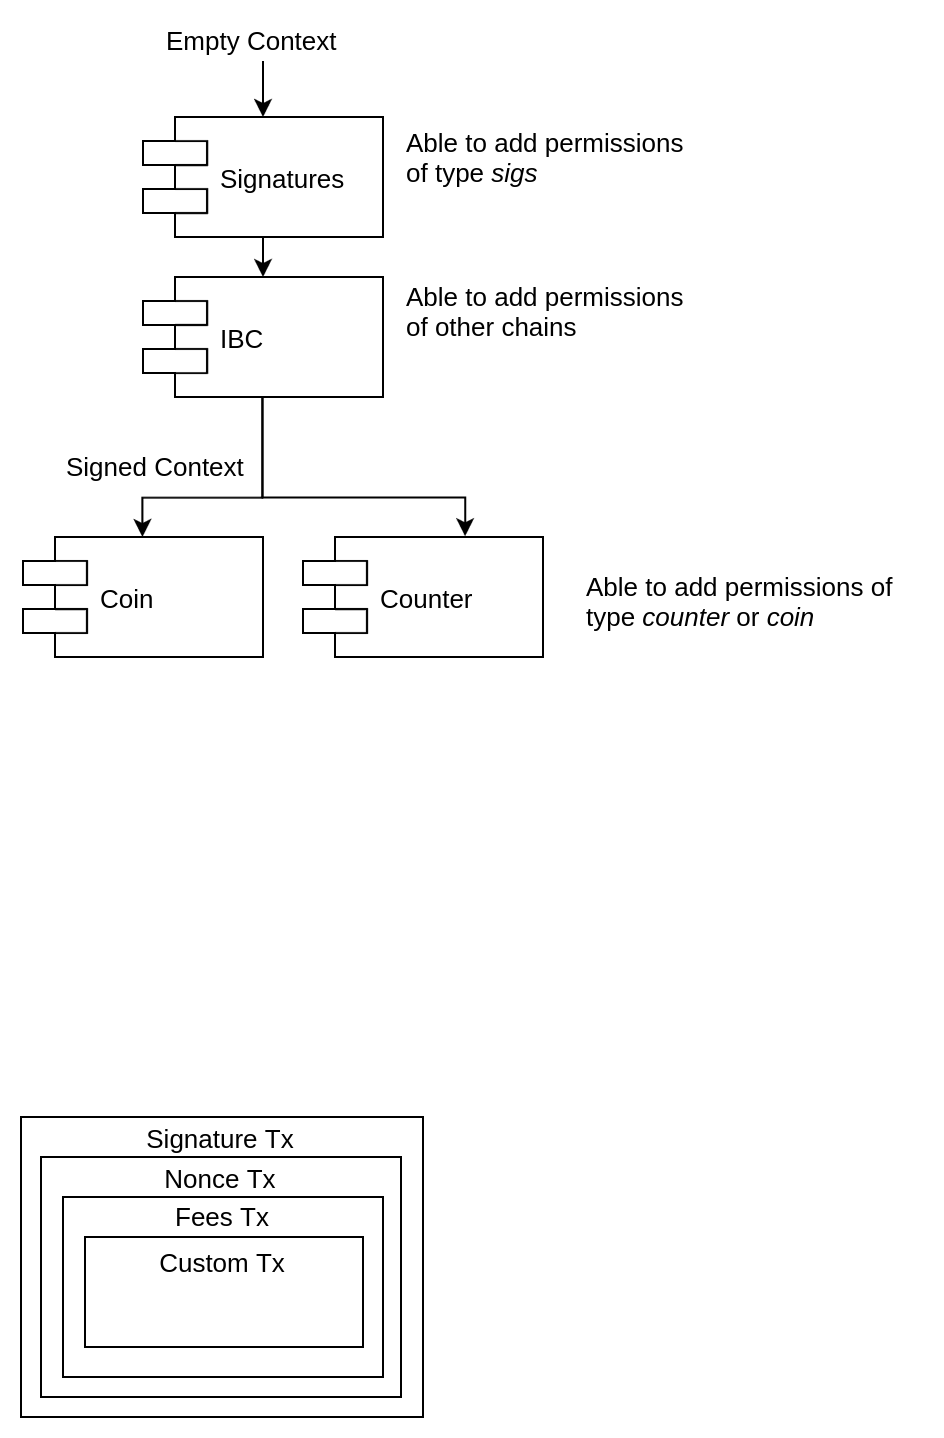 Empty Context
Signatures
Able to add permissions
of type sigs
IBC
Able to add permissions
of other chains
Signed Context
Coin
Counter
Able to add permissions of
type counter or coin
Signature Tx
Nonce Tx
Fees Tx
Custom Tx